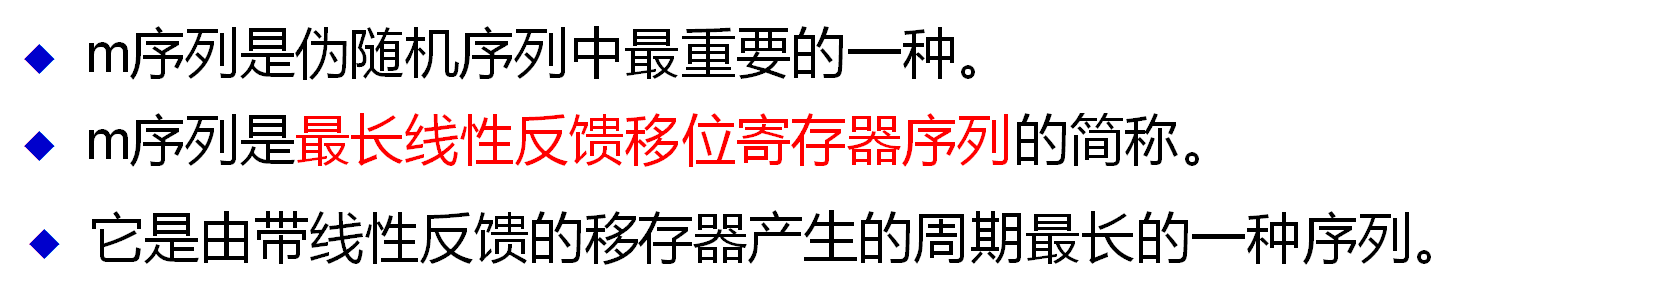 ◆ m序列是伪随机序列中最重要的一种。
◆ m序列是最长线性反馈移位寄存器序列的简称。
◆ 它是由带线性反馈的移存器产生的周期最长的一种序列。